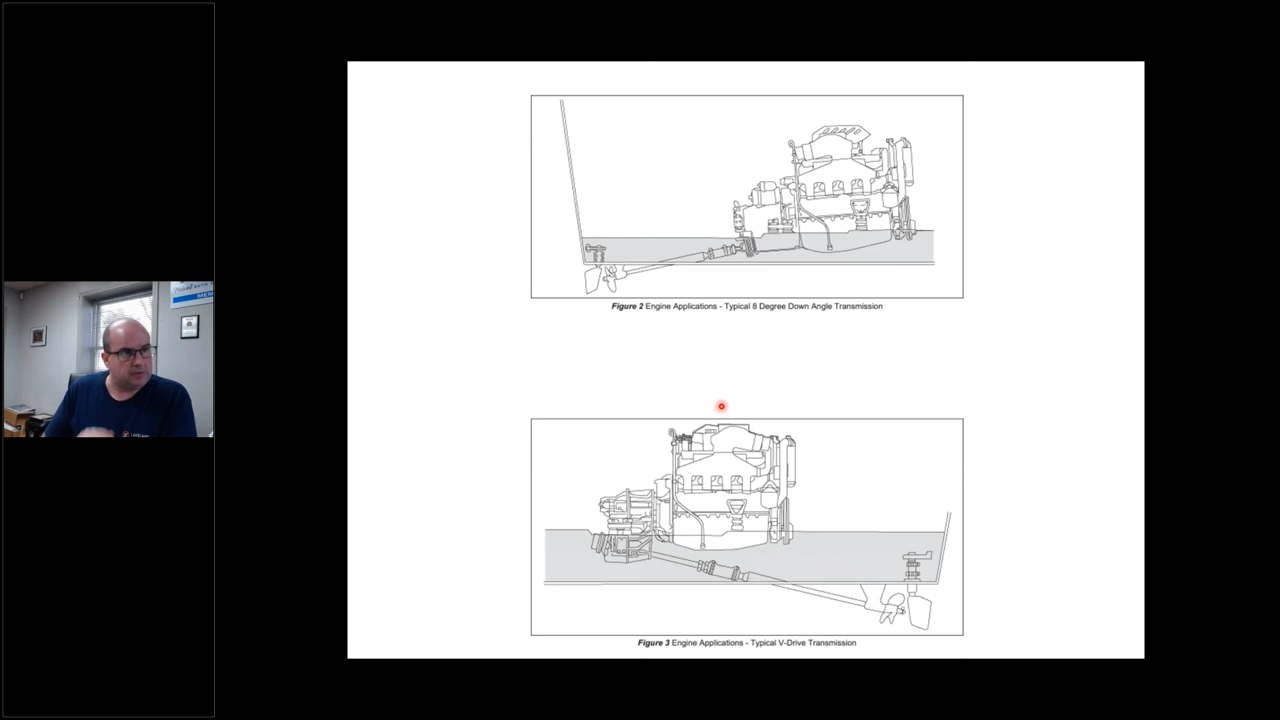 Figure 2 Engine Applications - Typical 8 Degree Down Angle Transmission
Figure 3 Engine Applications - Typical V-Drive Transmission